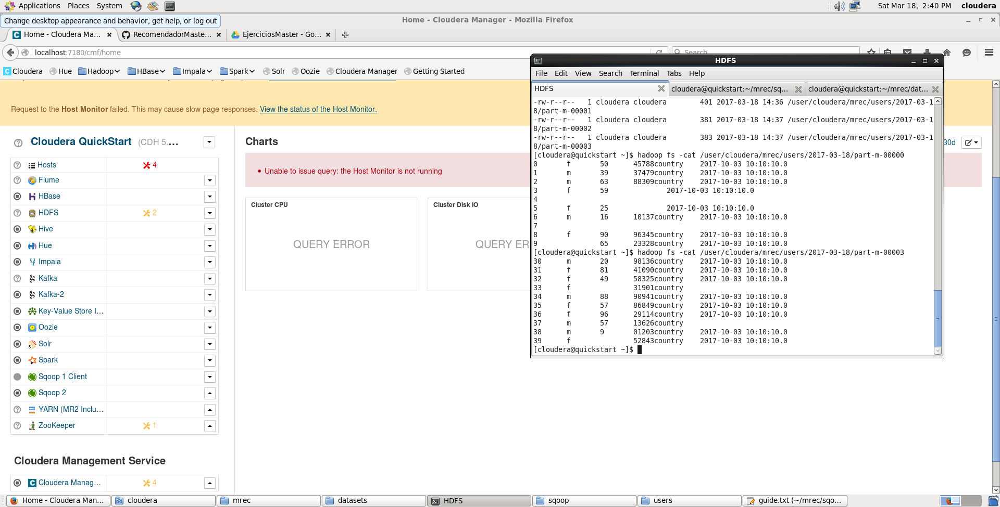 Applications Places System Sat Mar 18, 2:40 PM cloudera
Change desktop appearance and behavior, get help, or log out
Home - Cloudera Manager - Mozilla Firefox
Home - Cloudera Ma... RecomendadorMaste... EjerciciosMaster - Go...
localhost:7180/cmf/home
Search
Cloudera Hue Hadoop HBase Impala Spark Solr Oozie Cloudera Manager Getting Started
Request to the Host Monitor failed. This may cause slow page responses. View the status of the Host Monitor.
Cloudera QuickStart (CDH 5....
Hosts 4
Flume
HBase
HDFS 2
Hive
Hue
Impala
Kafka
Kafka-2
Key-Value Store I...
Oozie
Solr
Spark
Sqoop 1 Client
Sqoop 2
YARN (MR2 Inclu...
ZooKeeper 1
Cloudera Management Service
Cloudera Manag... 4
Charts
30d
Unable to issue query: the Host Monitor is not running
Cluster CPU
QUERY ERROR
Cluster Disk IO
QUERY ER
HDFS
File Edit View Search Terminal Tabs Help
HDFS cloudera@quickstart:~/mrec/sq... cloudera@quickstart:~/mrec/dat...
-rw-r--r-- 1 cloudera cloudera 401 2017-03-18 14:36 /user/cloudera/mrec/users/2017-03-1
8/part-m-00001
-rw-r--r-- 1 cloudera cloudera 381 2017-03-18 14:37 /user/cloudera/mrec/users/2017-03-1
8/part-m-00002
-rw-r--r-- 1 cloudera cloudera 383 2017-03-18 14:37 /user/cloudera/mrec/users/2017-03-1
8/part-m-00003
[cloudera@quickstart ~]$ hadoop fs -cat /user/cloudera/mrec/users/2017-03-18/part-m-00000
0 f 50 45788country 2017-10-03 10:10:10.0
1 m 39 37479country 2017-10-03 10:10:10.0
2 m 63 88309country 2017-10-03 10:10:10.0
3 f 59 2017-10-03 10:10:10.0
4
5 f 25 2017-10-03 10:10:10.0
6 m 16 10137country 2017-10-03 10:10:10.0
7
8 f 90 96345country 2017-10-03 10:10:10.0
9 65 23328country 2017-10-03 10:10:10.0
[cloudera@quickstart ~]$ hadoop fs -cat /user/cloudera/mrec/users/2017-03-18/part-m-00003
30 m 20 98136country 2017-10-03 10:10:10.0
31 f 81 41090country 2017-10-03 10:10:10.0
32 f 49 58325country 2017-10-03 10:10:10.0
33 f 31901country
34 m 88 90941country 2017-10-03 10:10:10.0
35 f 57 86849country 2017-10-03 10:10:10.0
36 f 96 29114country 2017-10-03 10:10:10.0
37 m 57 13626country
38 m 9 01203country 2017-10-03 10:10:10.0
39 f 52843country 2017-10-03 10:10:10.0
[cloudera@quickstart ~]$
Home - Cloudera Man... cloudera mrec datasets HDFS sqoop users guide.txt (~/mrec/sqo...